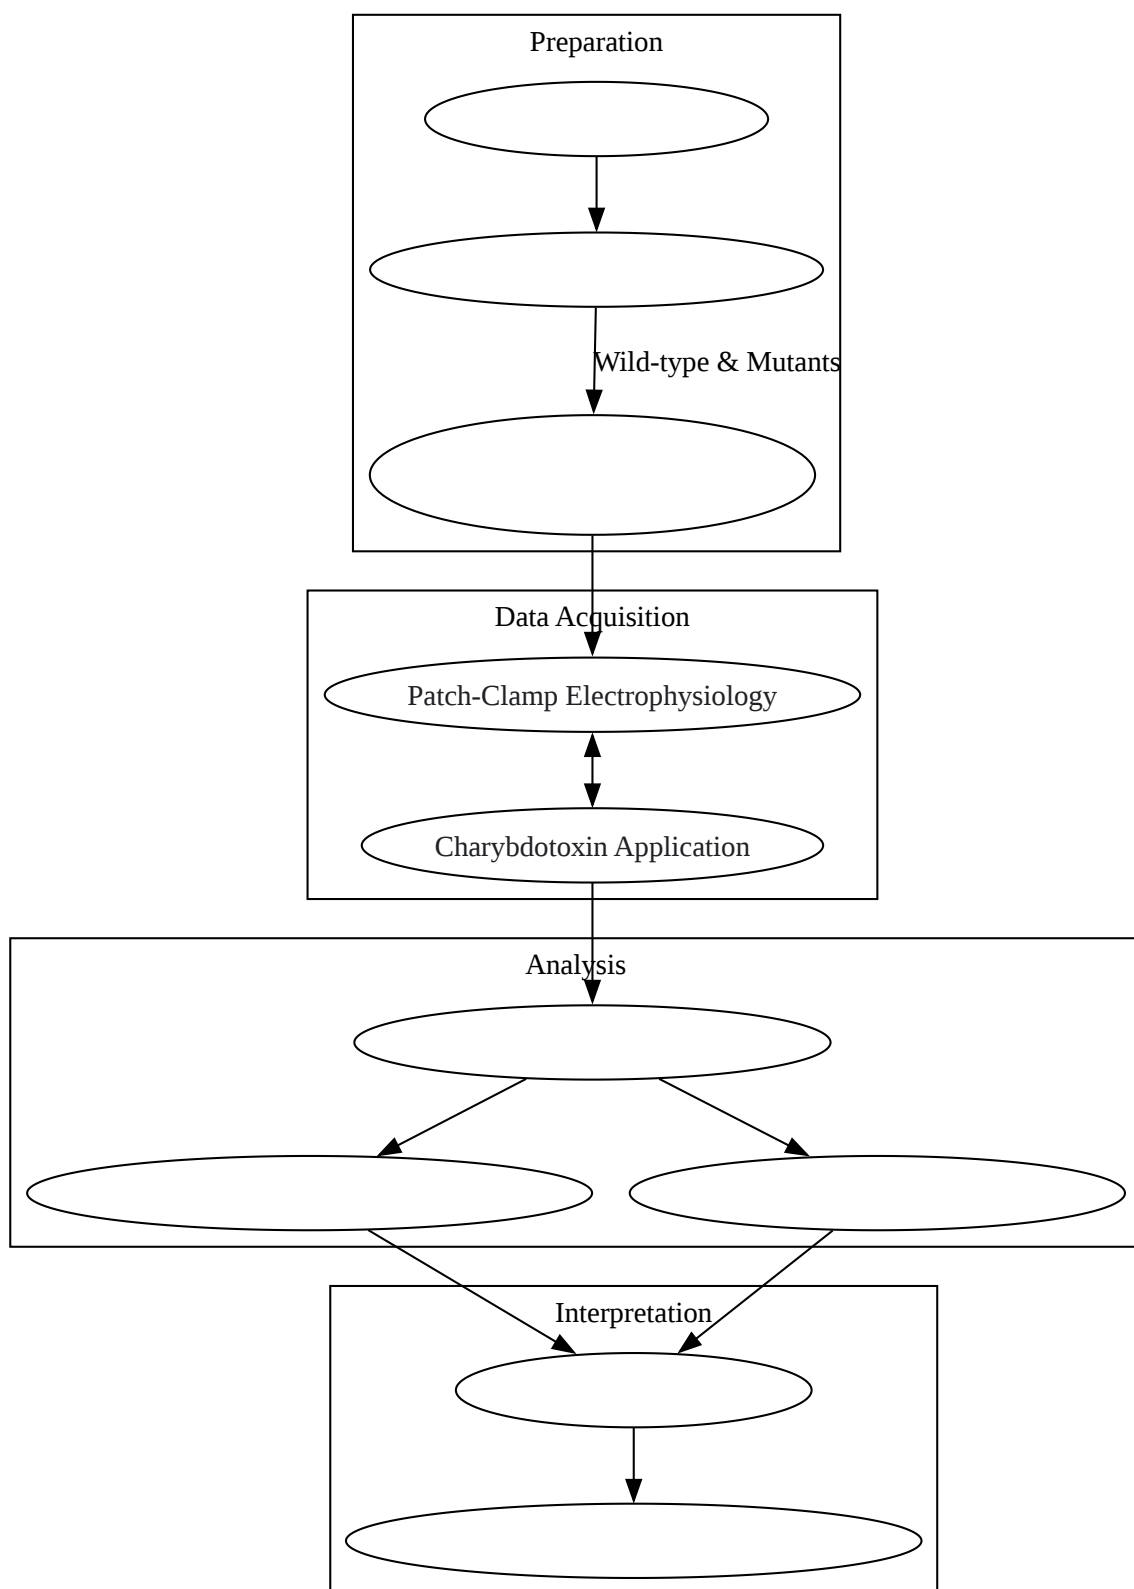 Preparation
Wild-type & Mutants
Data Acquisition
Patch-Clamp Electrophysiology
Charybdotoxin Application
Analysis
Interpretation